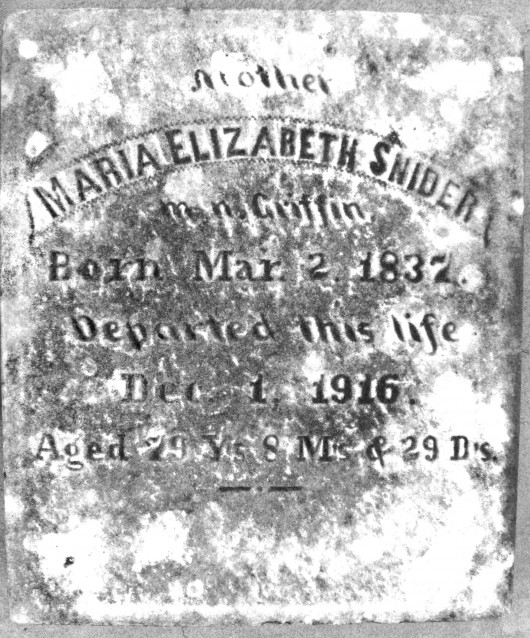 Mother
MARIA ELIZABETH SNIDER
m. n. Griffin
Born Mar. 2. 1837.
Departed this life
Dec. 1. 1916.
Aged 79 Ys 8 Ms & 29 D's.